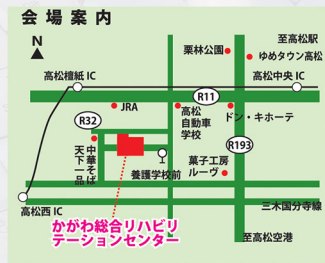 会場案内
N
至高松駅
栗林公園
ゆめタウン高松
高松檀紙 IC
高松中央 IC
R11
JRA
高松
自動車
学校
ドン・キホーテ
R32
R193
中華そば
天下一品
養護学校前
菓子工房
ルーヴ
高松西 IC
三木国分寺線
かがわ総合リハビリ
テーションセンター
至高松空港